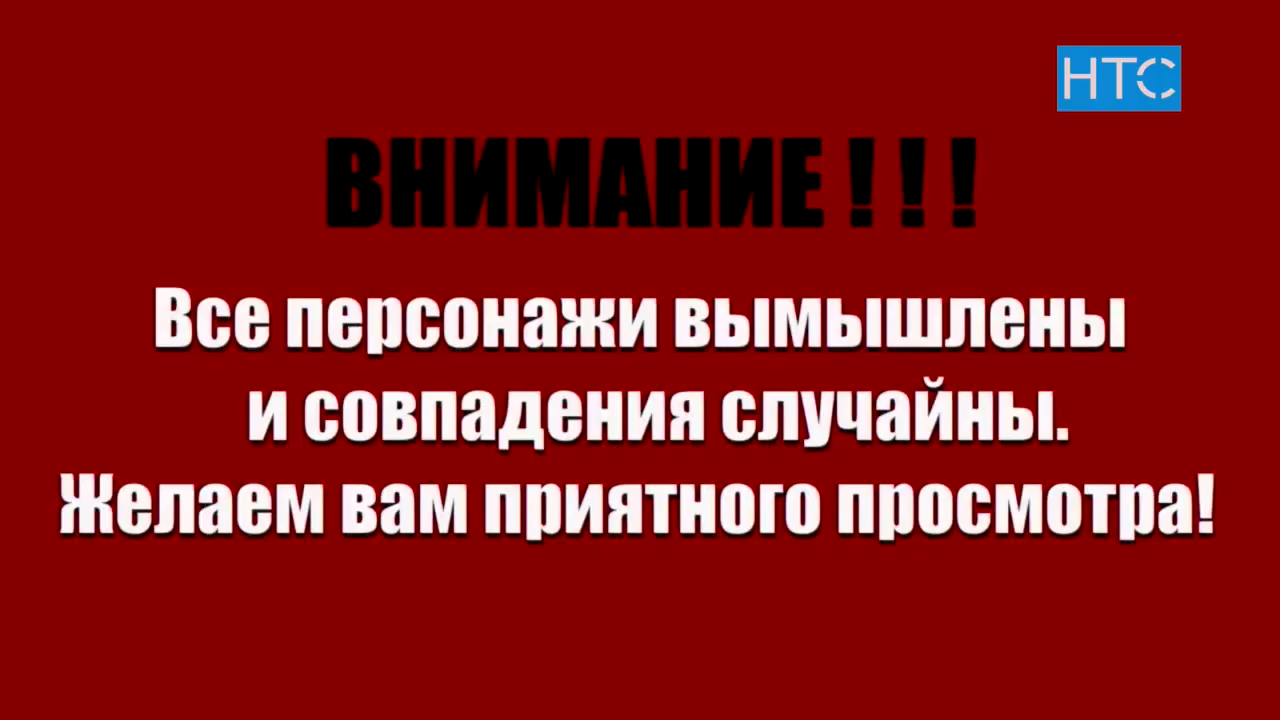 НТС
ВНИМАНИЕ ! ! !
Все персонажи вымышлены
и совпадения случайны.
Желаем вам приятного просмотра!